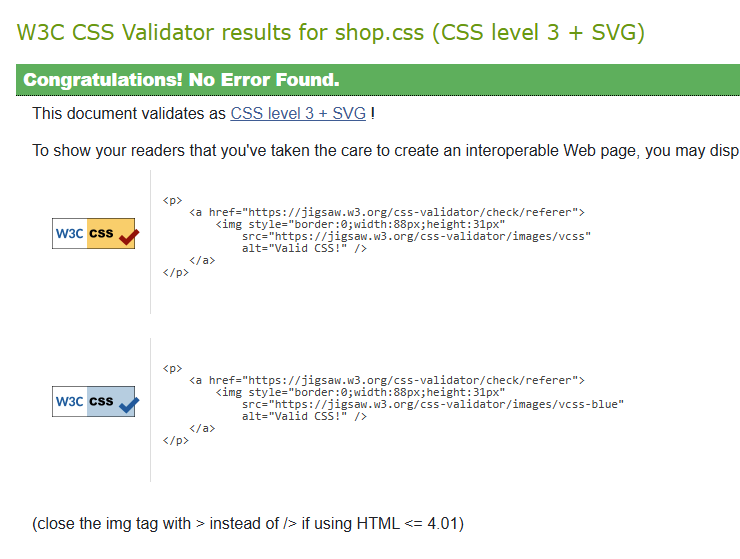 W3C CSS Validator results for shop.css (CSS level 3 + SVG)
Congratulations! No Error Found.
This document validates as CSS level 3 + SVG !
To show your readers that you've taken the care to create an interoperable Web page, you may disp
W3C css
<p>
<a href="https://jigsaw.w3.org/css-validator/check/referer">
<img style="border:0;width:88px;height:31px"
src="https://jigsaw.w3.org/css-validator/images/vcss"
alt="Valid CSS!" />
</a>
</p>
W3C css
<p>
<a href="https://jigsaw.w3.org/css-validator/check/referer">
<img style="border:0;width:88px;height:31px"
src="https://jigsaw.w3.org/css-validator/images/vcss-blue"
alt="Valid CSS!" />
</a>
</p>
(close the img tag with > instead of /> if using HTML <= 4.01)